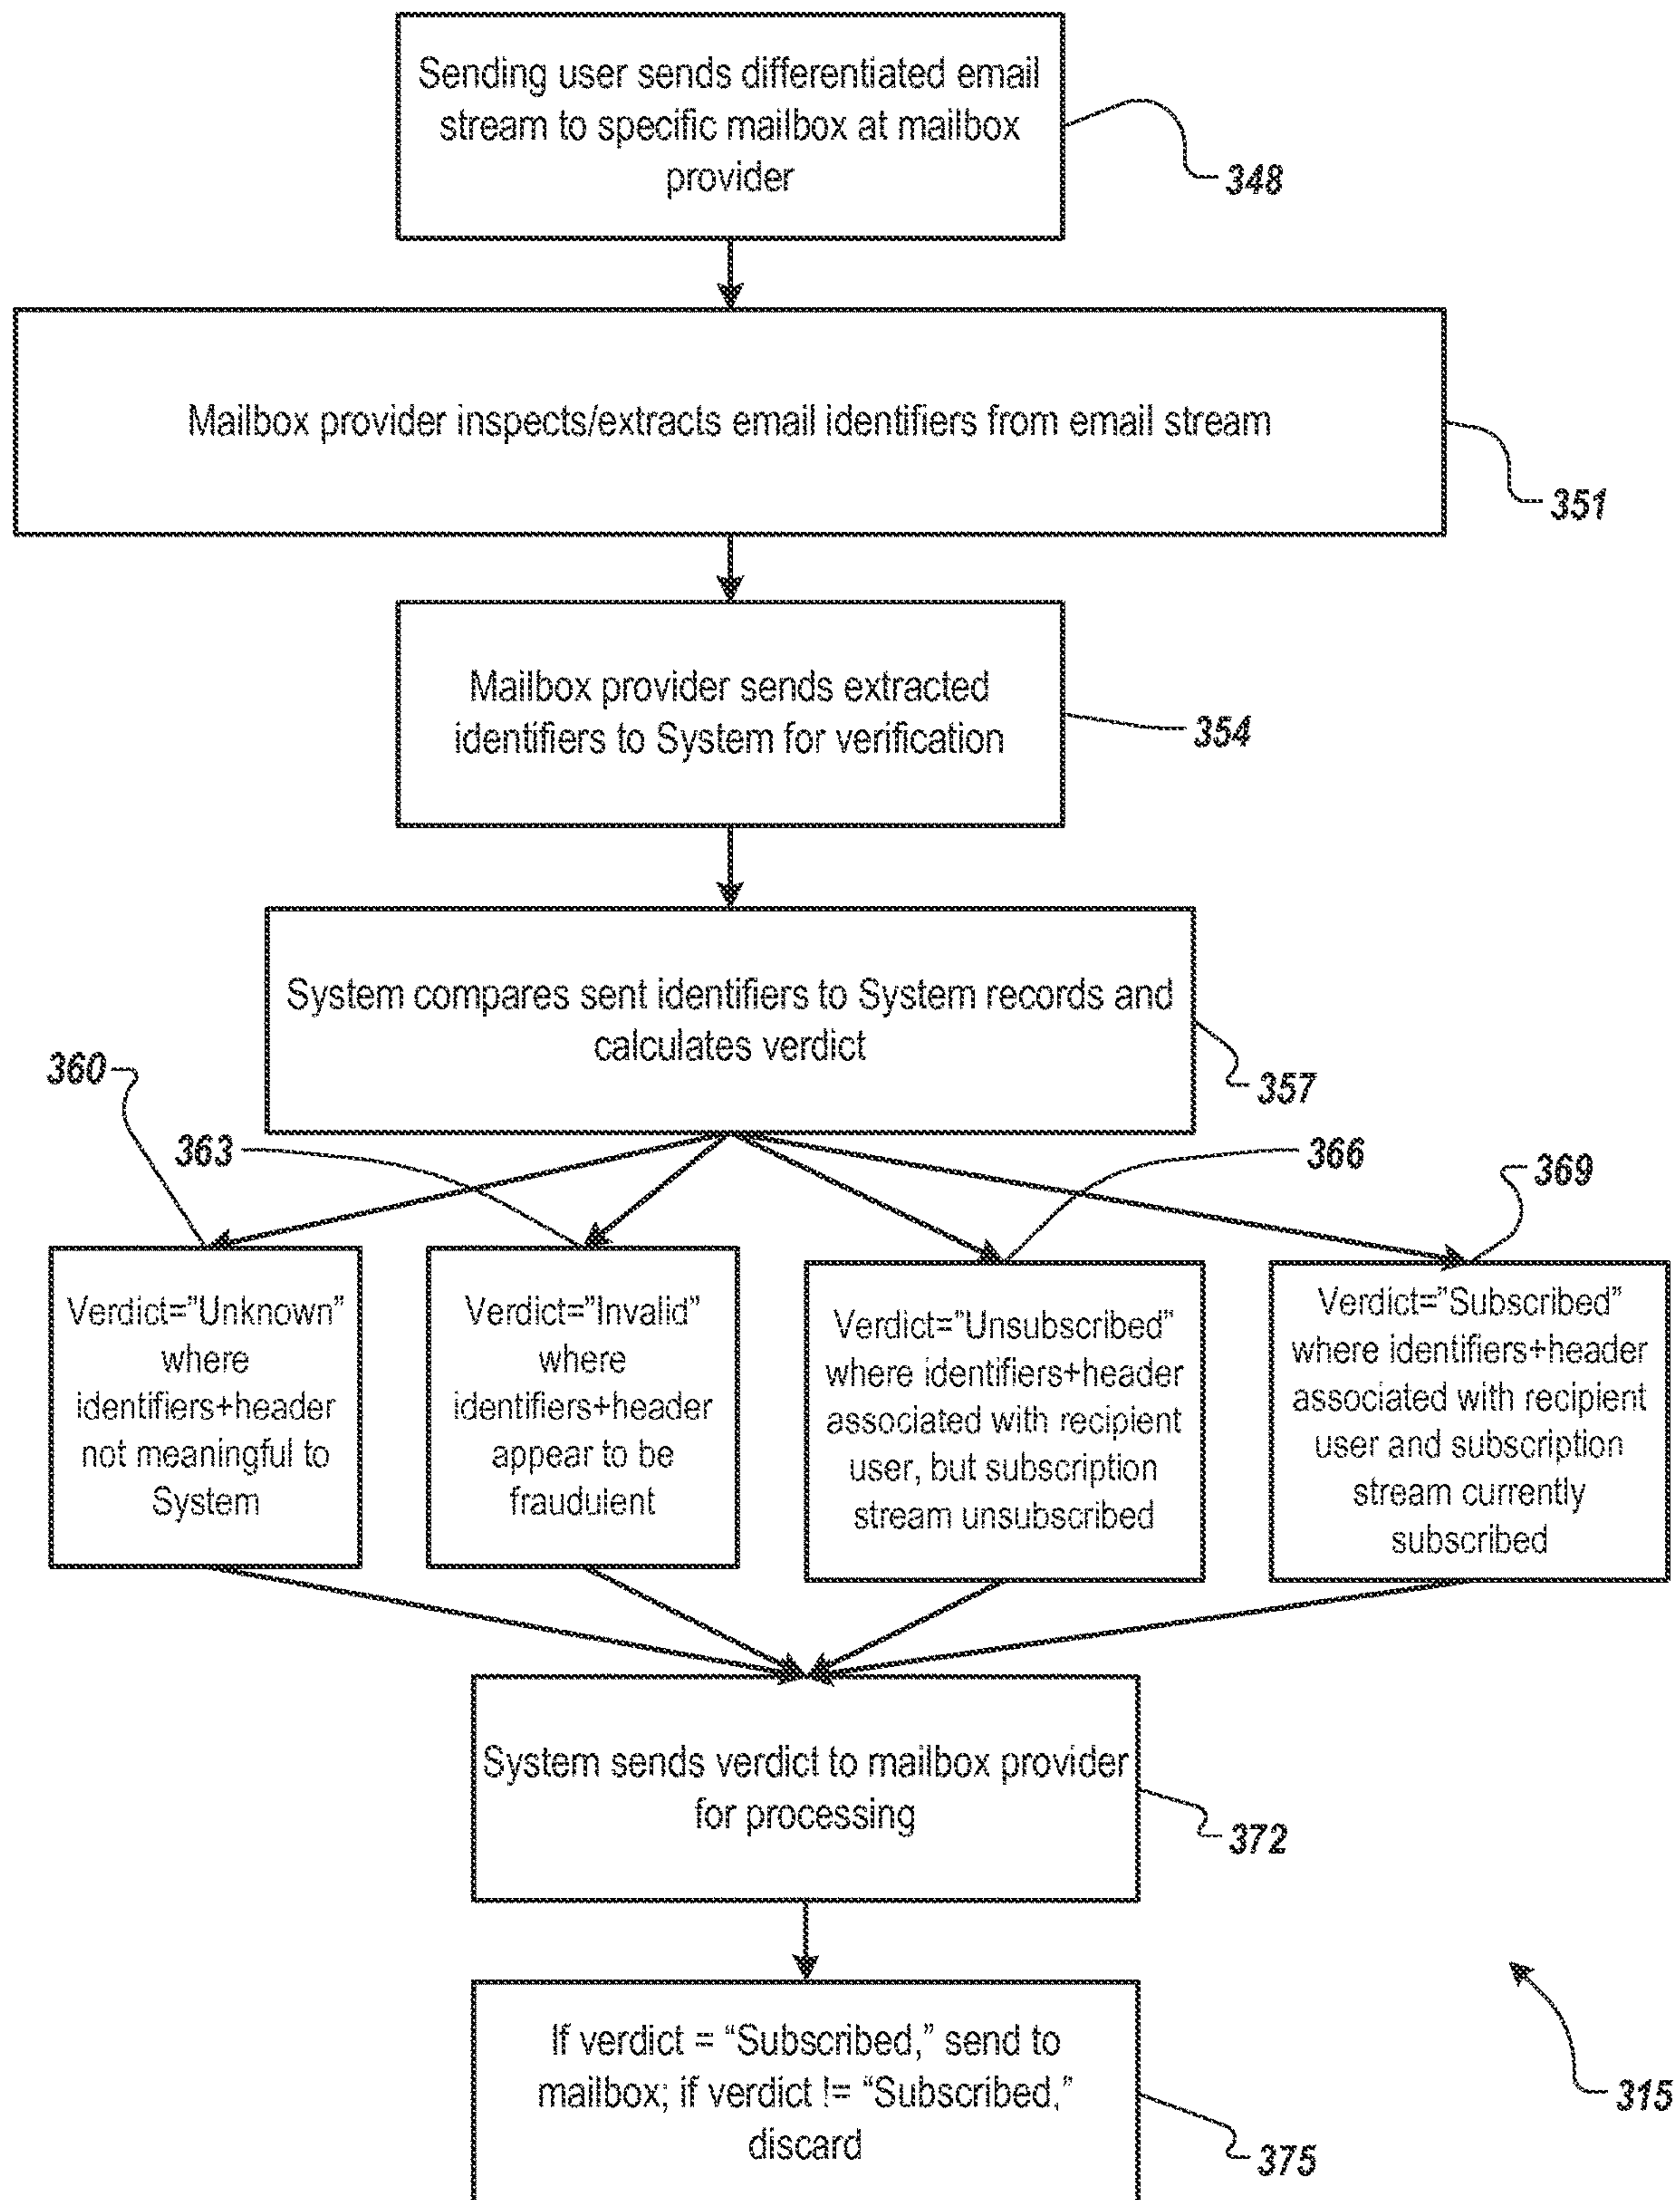 Sending user sends differentiated email
stream to specific mailbox at mailbox
provider
348
Mailbox provider inspects/extracts email identifiers from email stream
351
Mailbox provider sends extracted
identifiers to System for verification
354
System compares sent identifiers to System records and
calculates verdict
357
360
363
366
369
Verdict="Unknown”
where
identifiers+header
not meaningful to
System
Verdict=”Invalid”
where
identifiers+header
appear to be
fraudulent
Verdict=”Unsubscribed”
where identifiers+header
associated with recipient
user, but subscription
stream unsubscribed
Verdict=”Subscribed”
where identifiers+header
associated with recipient
user and subscription
stream currently
subscribed
System sends verdict to mailbox provider
for processing
372
If verdict = “Subscribed,” send to
mailbox; if verdict != “Subscribed,”
discard
375
315